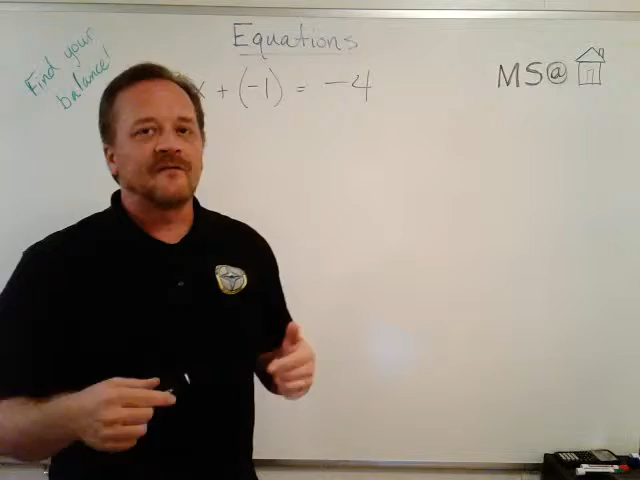 Find your
balance!
Equations
x + (-1) = -4
MS@